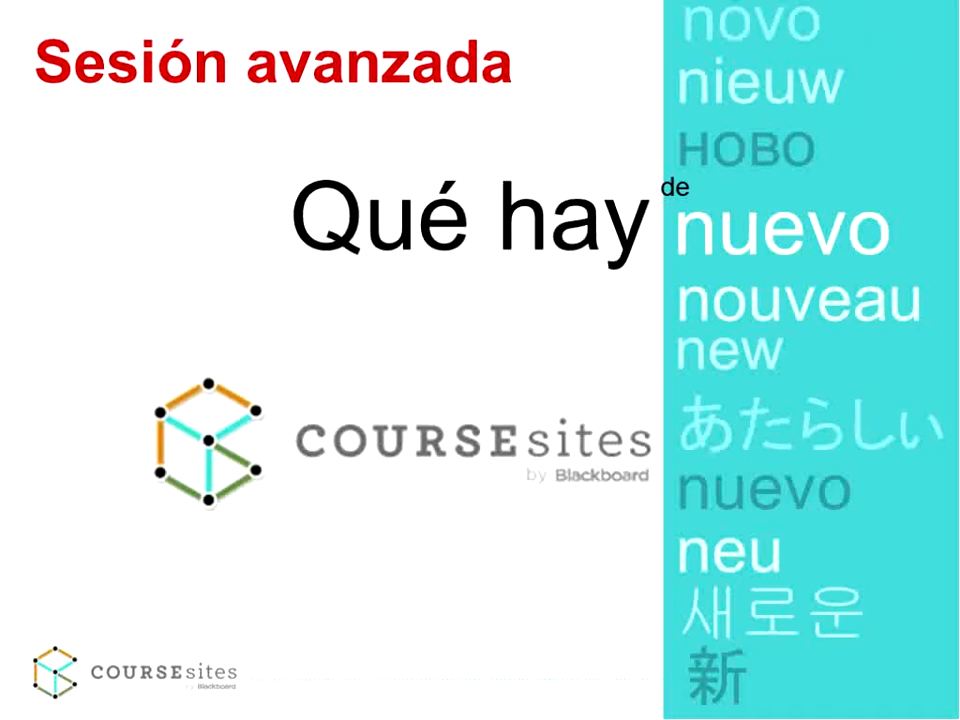 Sesión avanzada
novo
nieuw
НОВО
Qué hay de nuevo
nouveau
new
あたらしい
nuevo
neu
새로운
新
COURSEsites
by Blackboard
COURSEsites
by Blackboard